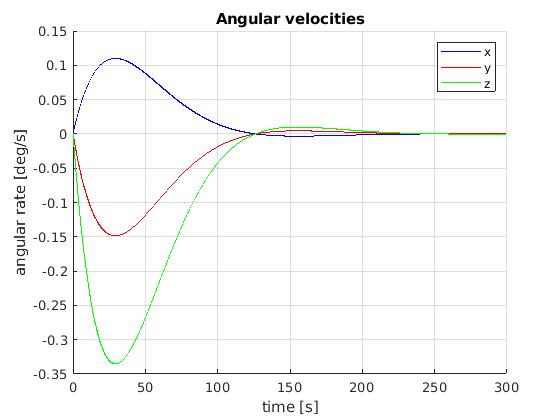 Angular velocities
0.15
0.1
0.05
0
-0.05
-0.1
-0.15
-0.2
-0.25
-0.3
-0.35
angular rate [deg/s]
x
y
z
0 50 100 150 200 250 300
time [s]